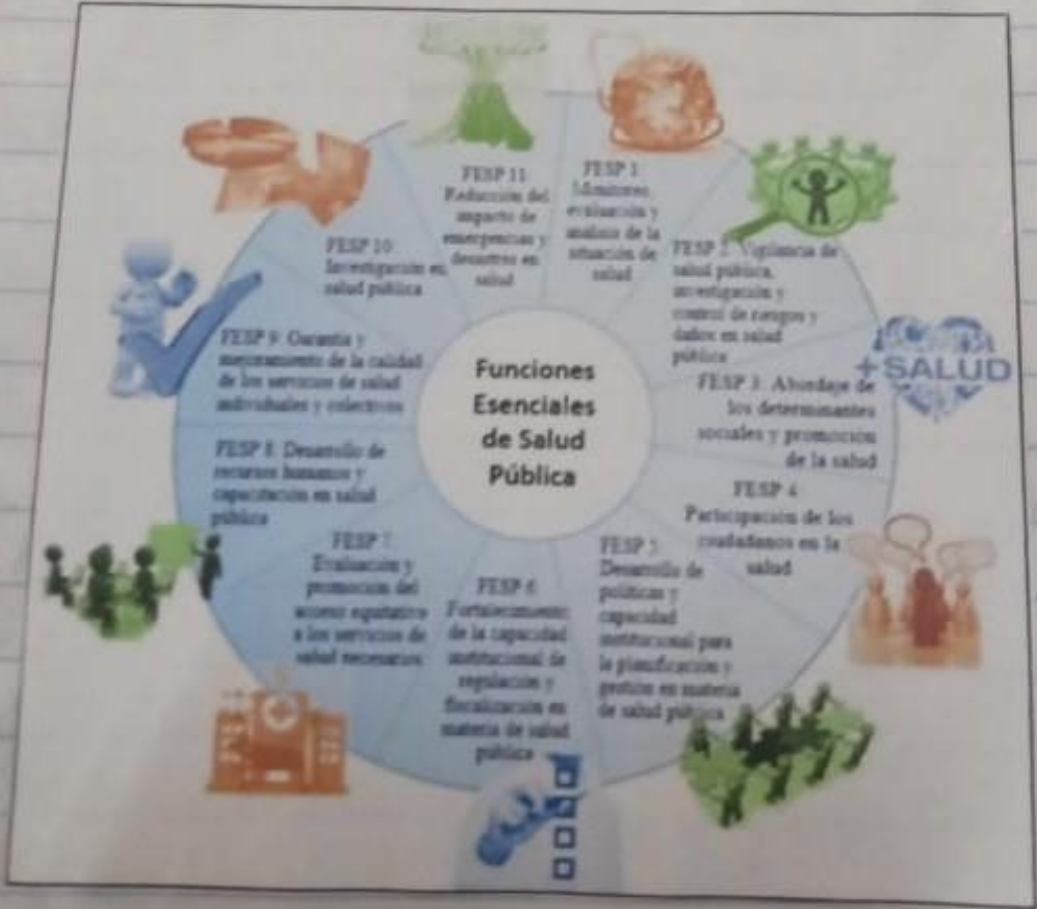 Funciones
Esenciales
de Salud
Pública
FESP 1
Monitoreo,
evaluación y
análisis de la
situación de
salud
FESP 2: Vigilancia de
salud pública,
investigación y
control de riesgos y
daños en salud
pública
+SALUD
FESP 3: Abordaje de
los determinantes
sociales y promoción
de la salud
FESP 4
Participación de los
ciudadanos en la
salud
FESP 5
Desarrollo de
políticas y
capacidad
institucional para
la planificación y
gestión en materia
de salud pública
FESP 6
Fortalecimiento
de la capacidad
institucional de
regulación y
fiscalización en
materia de salud
pública
FESP 7
Evaluación y
promoción del
acceso equitativo
a los servicios de
salud necesarios
FESP 8: Desarrollo de
recursos humanos y
capacitación en salud
pública
FESP 9: Garantía y
mejoramiento de la calidad
de los servicios de salud
individuales y colectivos
FESP 10:
Investigación en
salud pública
FESP 11
Reducción del
impacto de
emergencias y
desastres en
salud